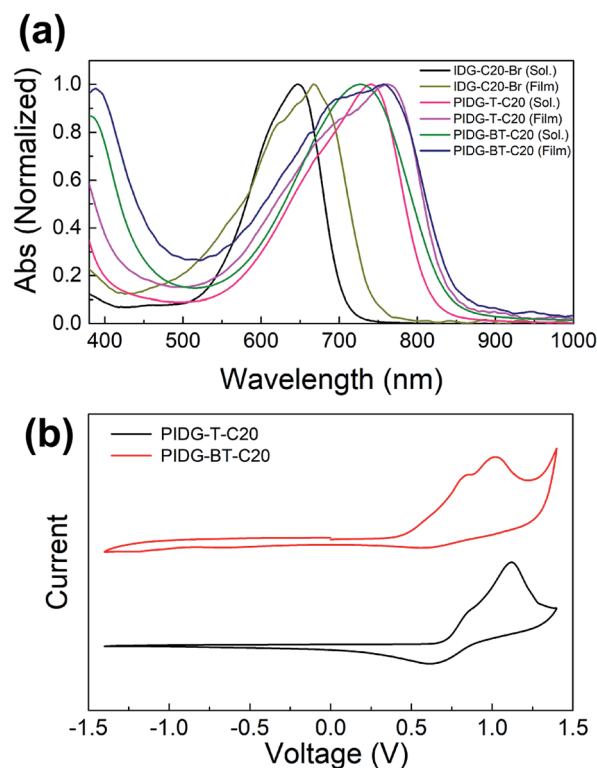 (a)
IDG-C20-Br (Sol.)
IDG-C20-Br (Film)
PIDG-T-C20 (Sol.)
PIDG-T-C20 (Film)
PIDG-BT-C20 (Sol.)
PIDG-BT-C20 (Film)
Abs (Normalized)
1.0
0.8
0.6
0.4
0.2
0.0
400 500 600 700 800 900 1000
Wavelength (nm)
(b)
PIDG-T-C20
PIDG-BT-C20
Current
-1.5 -1.0 -0.5 0.0 0.5 1.0 1.5
Voltage (V)